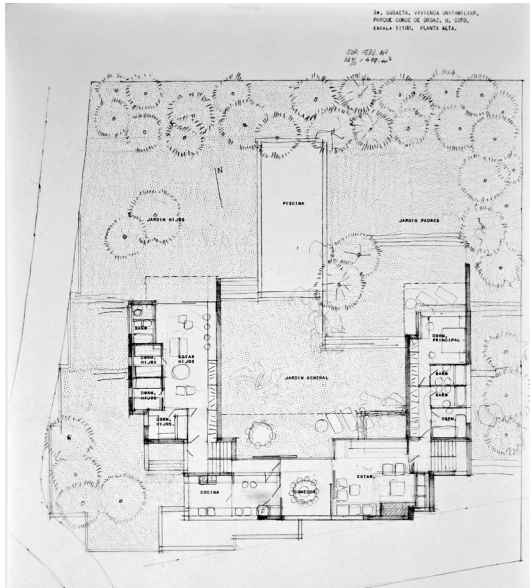 Sr. SUSAETA, VIVIENDA UNIFAMILIAR,
PARQUE CONDE DE ORGAZ, U. COTO,
ESCALA 1:100, PLANTA ALTA.
N
PISCINA
JARDIN HIJOS
JARDIN PADRES
BAÑO
DORM.
HIJOS
ESTAR
HIJOS
DORM.
HIJOS
DORM.
HIJOS
JARDIN GENERAL
DORM.
PRINCIPAL
BAÑO
BAÑO
DORM.
COCINA
COMEDOR
ESTAR